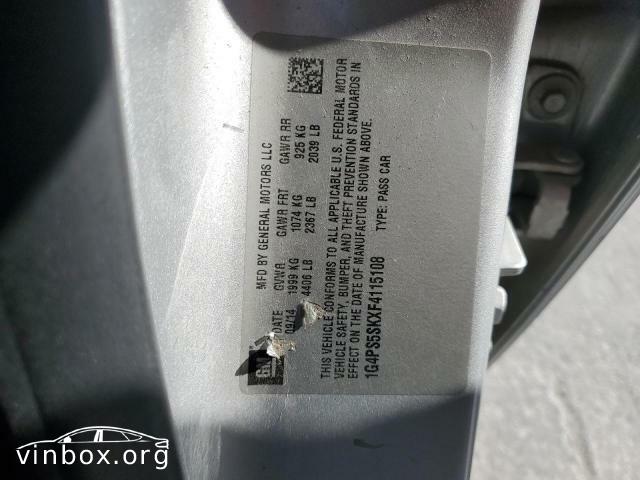 GM
MFD BY GENERAL MOTORS LLC
DATE GVWR GAWR FRT GAWR RR
09/14 1999 KG 1074 KG 925 KG
4406 LB 2367 LB 2039 LB
THIS VEHICLE CONFORMS TO ALL APPLICABLE U.S. FEDERAL MOTOR
VEHICLE SAFETY, BUMPER, AND THEFT PREVENTION STANDARDS IN
EFFECT ON THE DATE OF MANUFACTURE SHOWN ABOVE.
1G4PS5SKXF4115108 TYPE: PASS CAR
vinbox.org